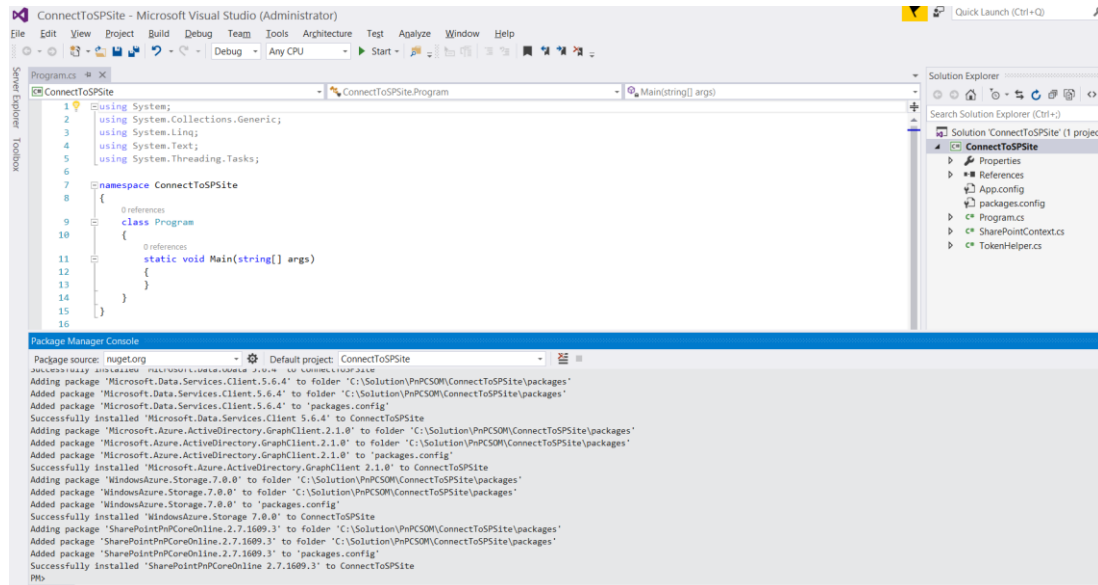 ConnectToSPSite - Microsoft Visual Studio (Administrator)
Quick Launch (Ctrl+Q)
File Edit View Project Build Debug Team Tools Architecture Test Analyze Window Help
Debug Any CPU Start
Server Explorer
Toolbox
Program.cs
ConnectToSPSite ConnectToSPSite.Program Main(string[] args)
1 using System;
2 using System.Collections.Generic;
3 using System.Linq;
4 using System.Text;
5 using System.Threading.Tasks;
6
7 namespace ConnectToSPSite
8 {
0 references
9 class Program
10 {
0 references
11 static void Main(string[] args)
12 {
13 }
14 }
15 }
16
Solution Explorer
Search Solution Explorer (Ctrl+;)
Solution 'ConnectToSPSite' (1 projec
ConnectToSPSite
Properties
References
App.config
packages.config
Program.cs
SharePointContext.cs
TokenHelper.cs
Package Manager Console
Package source: nuget.org Default project: ConnectToSPSite
Successfully installed 'Microsoft.Data.OData 5.6.4' to ConnectToSPSite
Adding package 'Microsoft.Data.Services.Client.5.6.4' to folder 'C:\Solution\PnPCSOM\ConnectToSPSite\packages'
Added package 'Microsoft.Data.Services.Client.5.6.4' to folder 'C:\Solution\PnPCSOM\ConnectToSPSite\packages'
Added package 'Microsoft.Data.Services.Client.5.6.4' to 'packages.config'
Successfully installed 'Microsoft.Data.Services.Client 5.6.4' to ConnectToSPSite
Adding package 'Microsoft.Azure.ActiveDirectory.GraphClient.2.1.0' to folder 'C:\Solution\PnPCSOM\ConnectToSPSite\packages'
Added package 'Microsoft.Azure.ActiveDirectory.GraphClient.2.1.0' to folder 'C:\Solution\PnPCSOM\ConnectToSPSite\packages'
Added package 'Microsoft.Azure.ActiveDirectory.GraphClient.2.1.0' to 'packages.config'
Successfully installed 'Microsoft.Azure.ActiveDirectory.GraphClient 2.1.0' to ConnectToSPSite
Adding package 'WindowsAzure.Storage.7.0.0' to folder 'C:\Solution\PnPCSOM\ConnectToSPSite\packages'
Added package 'WindowsAzure.Storage.7.0.0' to folder 'C:\Solution\PnPCSOM\ConnectToSPSite\packages'
Added package 'WindowsAzure.Storage.7.0.0' to 'packages.config'
Successfully installed 'WindowsAzure.Storage 7.0.0' to ConnectToSPSite
Adding package 'SharePointPnPCoreOnline.2.7.1609.3' to folder 'C:\Solution\PnPCSOM\ConnectToSPSite\packages'
Added package 'SharePointPnPCoreOnline.2.7.1609.3' to folder 'C:\Solution\PnPCSOM\ConnectToSPSite\packages'
Added package 'SharePointPnPCoreOnline.2.7.1609.3' to 'packages.config'
Successfully installed 'SharePointPnPCoreOnline 2.7.1609.3' to ConnectToSPSite
PM>